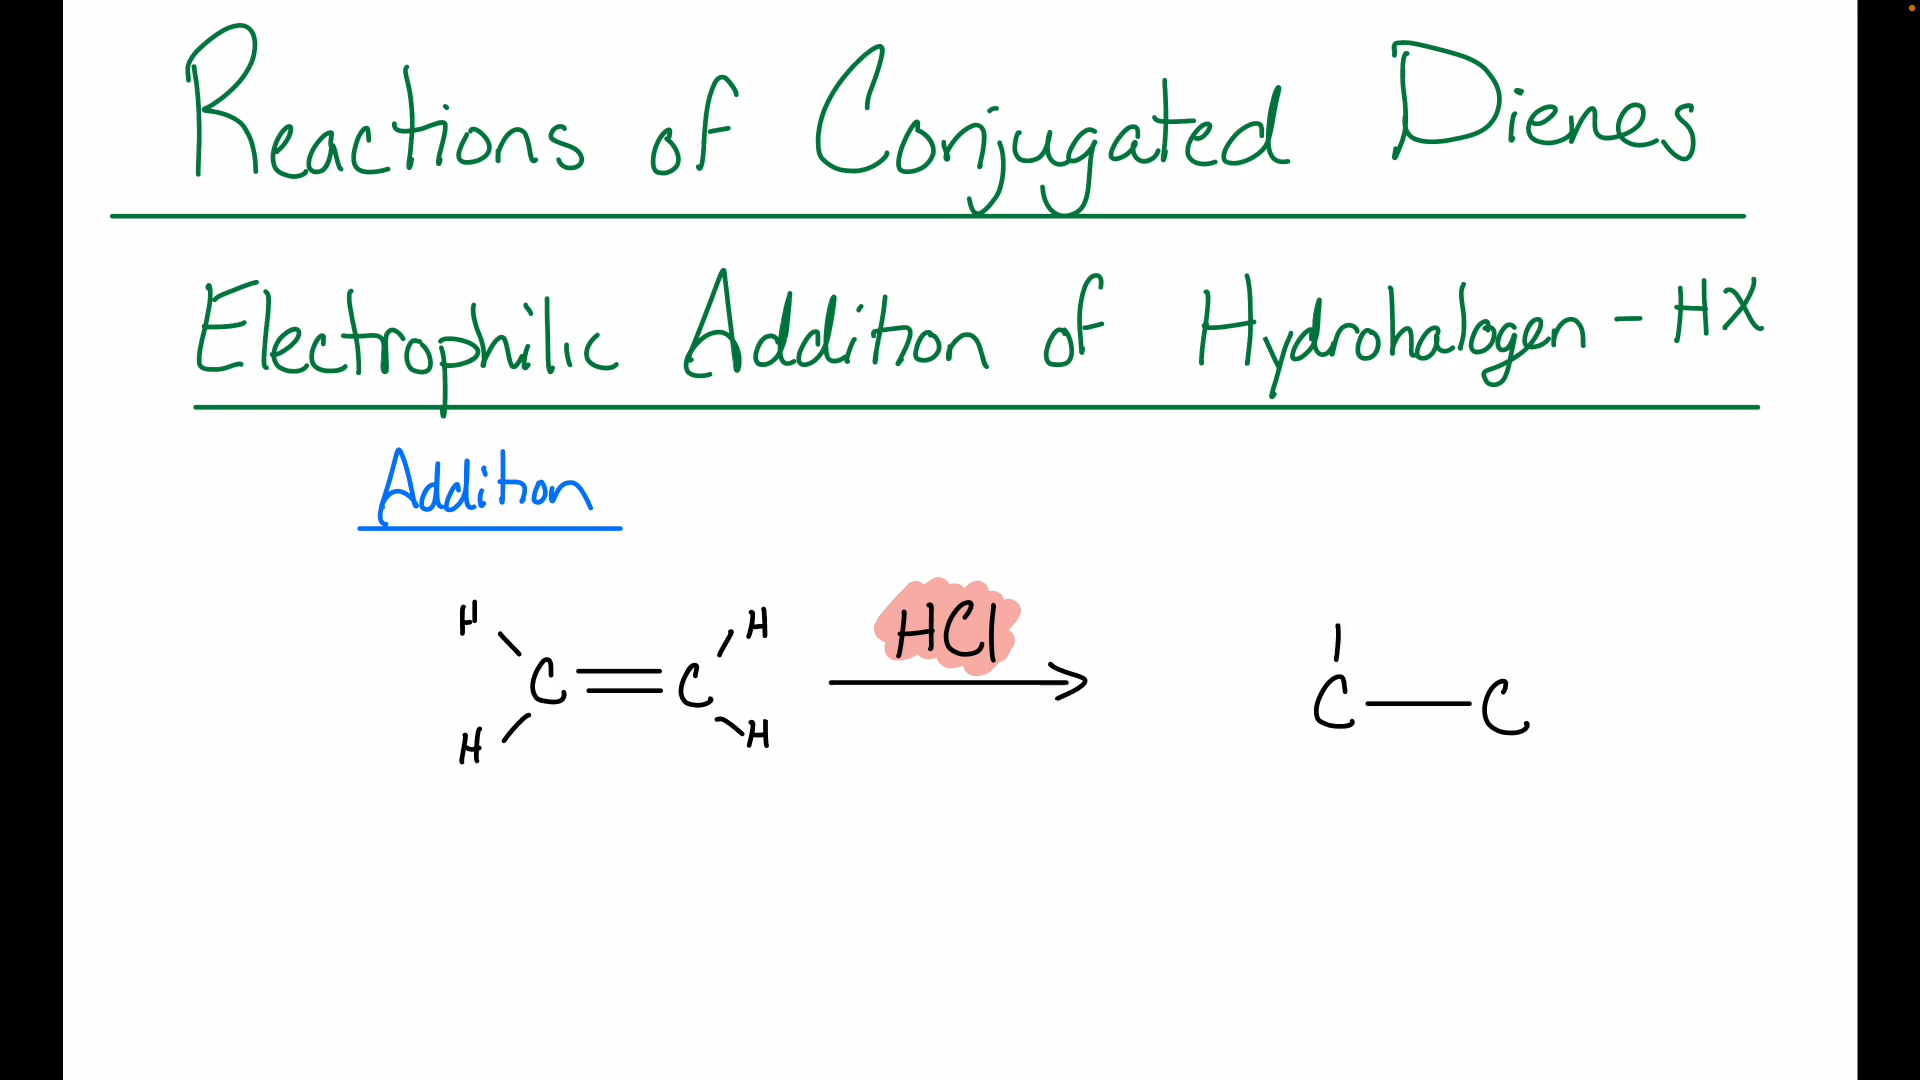 Reactions of Conjugated Dienes
Electrophilic Addition of Hydrohalogen - HX
Addition
H H
HCl
C = C
C - C
H H